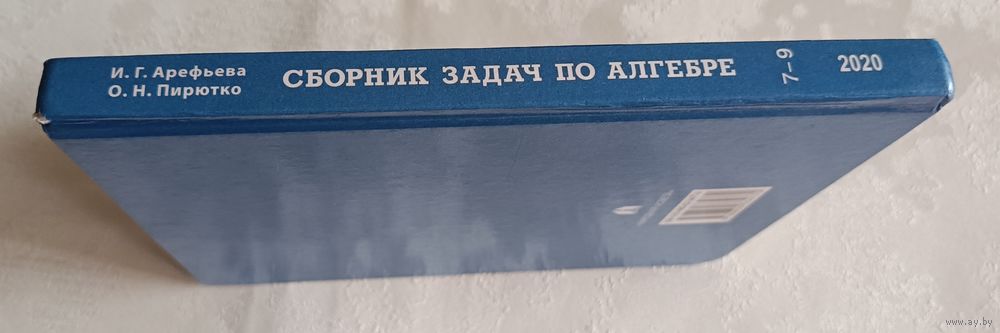 И. Г. Арефьева
О. Н. Пирютко
СБОРНИК ЗАДАЧ ПО АЛГЕБРЕ
7–9
2020
www.ay.by